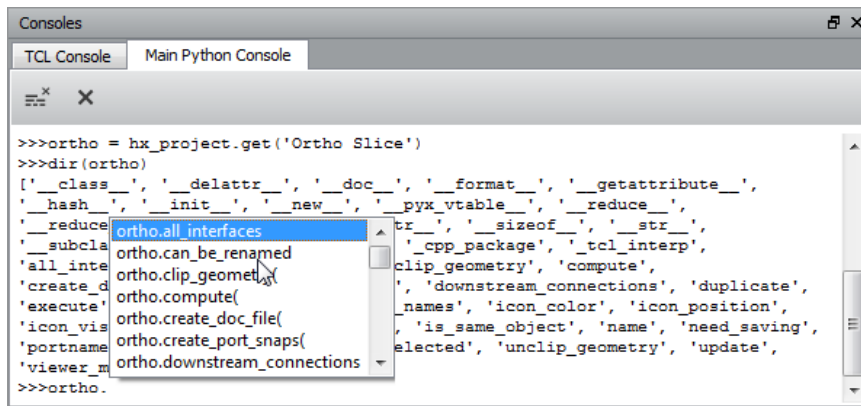 Consoles
TCL Console Main Python Console
>>>ortho = hx_project.get('Ortho Slice')
>>>dir(ortho)
['__class__', '__delattr__', '__doc__', '__format__', '__getattribute__',
'__hash__', '__init__', '__new__', '__pyx_vtable__', '__reduce__',
'__reduce tr__', '__sizeof__', '__str__',
'__subcla '_cpp_package', '_tcl_interp',
'all_inte clip_geometry', 'compute',
'create_d ', 'downstream_connections', 'duplicate',
'execute' _names', 'icon_color', 'icon_position',
'icon_vis , 'is_same_object', 'name', 'need_saving',
'portname elected', 'unclip_geometry', 'update',
'viewer_m
>>>ortho.
ortho.all_interfaces
ortho.can_be_renamed
ortho.clip_geometry(
ortho.compute(
ortho.create_doc_file(
ortho.create_port_snaps(
ortho.downstream_connections